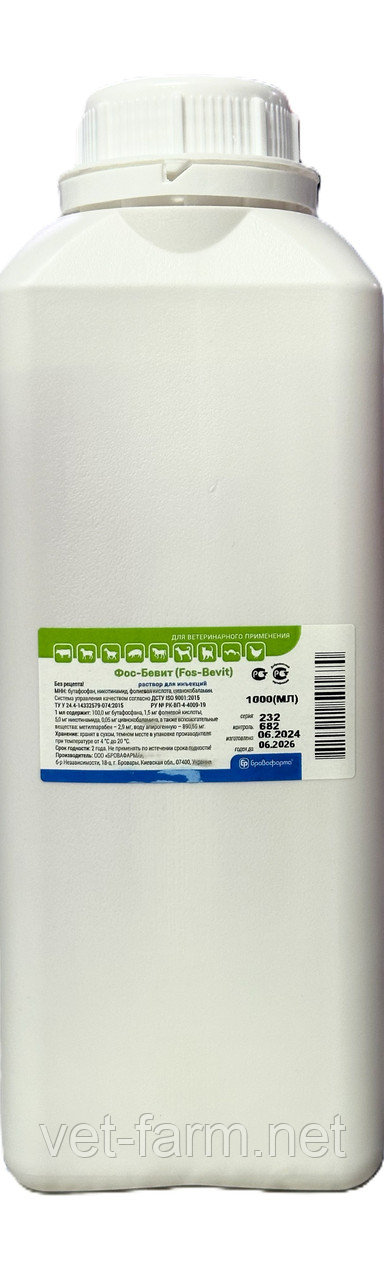 ДЛЯ ВЕТЕРИНАРНОГО ПРИМЕНЕНИЯ
Фос-Бевит (Fos-Bevit)
раствор для инъекций
Без рецепта!
МНН: бутафосфан, никотинамид, фолиевая кислота, цианокобаламин.
Система управления качеством согласно ДСТУ ISO 9001:2015
ТУ У 24.4-14332579-074:2015 РУ № РК-ВП-4-4009-19
1 мл содержит: 100,0 мг бутафосфана, 1,5 мг фолиевой кислоты,
5,0 мг никотинамида, 0,05 мг цианокобаламина, а также вспомогательные
вещества: метилпарабен – 2,9 мг, воду апирогенную – 890,55 мг.
Хранение: хранят в сухом, темном месте в упаковке производителя
при температуре от 4 °С до 20 °С.
Срок годности: 2 года. Не применять по истечении срока годности!
Производитель: ООО «БРОВАФАРМА»,
б-р Независимости, 18-а, г. Бровары, Киевская обл., 07400, Украина
1000(МЛ)
серия 232
контроль 682
изготовлено 06.2024
годен до 06.2026
Бровафарма
vet-farm.net